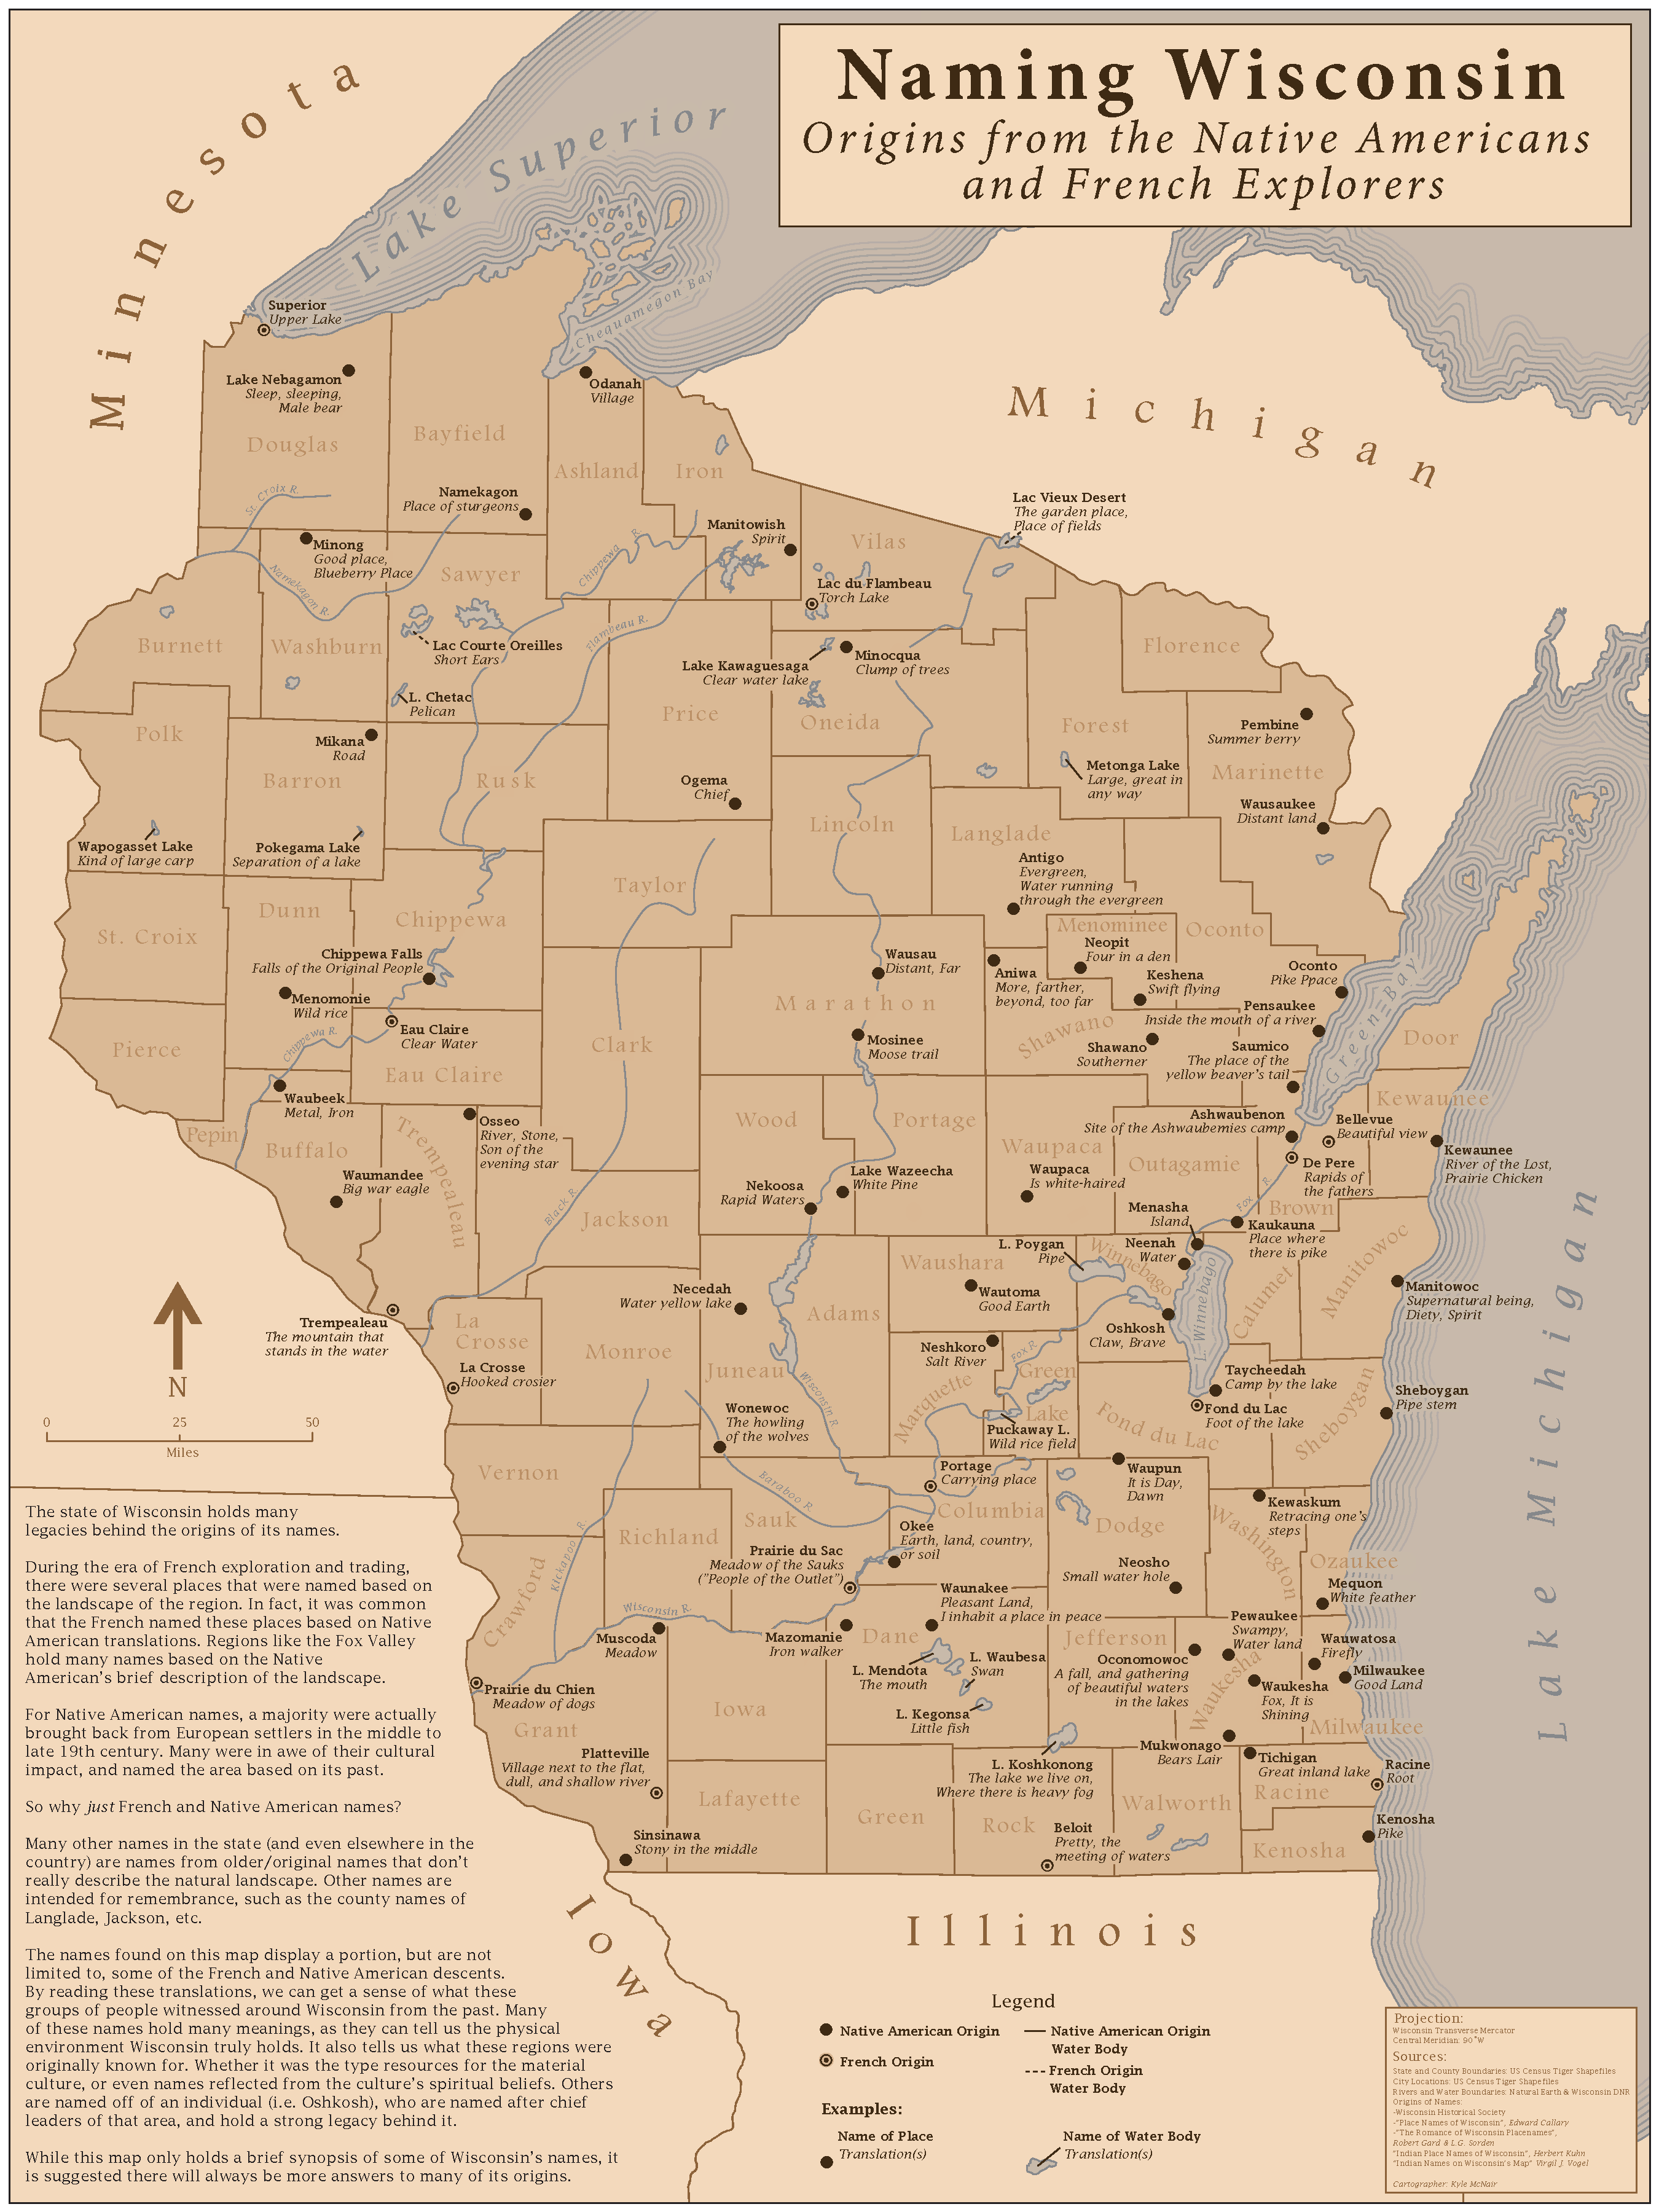 Naming Wisconsin
Origins from the Native Americans
and French Explorers
Minnesota
Lake Superior
Chequamegon Bay
Michigan
Superior
Upper Lake
Lake Nebagamon
Sleep, sleeping,
Male bear
Douglas
Bayfield
Odanah
Village
Ashland
Iron
St. Croix R.
Namekagon
Place of sturgeons
Minong
Good place,
Blueberry Place
Namekagon R.
Sawyer
Chippewa R.
Manitowish
Spirit
Vilas
Lac Vieux Desert
The garden place,
Place of fields
Lac du Flambeau
Torch Lake
Burnett
Washburn
Lac Courte Oreilles
Short Ears
Flambeau R.
Lake Kawaguesaga
Clear water lake
Minocqua
Clump of trees
Florence
L. Chetac
Pelican
Polk
Mikana
Road
Barron
Rusk
Price
Oneida
Forest
Pembine
Summer berry
Marinette
Metonga Lake
Large, great in
any way
Ogema
Chief
Wausaukee
Distant land
Wapogasset Lake
Kind of large carp
Pokegama Lake
Separation of a lake
Lincoln
Langlade
Taylor
Antigo
Evergreen,
Water running
through the evergreen
Dunn
Chippewa
St. Croix
Menominee
Oconto
Neopit
Four in a den
Chippewa Falls
Falls of the Original People
Wausau
Distant, Far
Aniwa
More, farther,
beyond, too far
Keshena
Swift flying
Oconto
Pike Ppace
Menomonie
Wild rice
Marathon
Pensaukee
Inside the mouth of a river
Eau Claire
Clear Water
Chippewa R.
Pierce
Clark
Mosinee
Moose trail
Shawano
Shawano
Southerner
Saumico
The place of the
yellow beaver's tail
Green Bay
Door
Eau Claire
Waubeek
Metal, Iron
Kewaunee
Pepin
Buffalo
Trempealeau
Osseo
River, Stone,
Son of the
evening star
Wood
Portage
Waupaca
Ashwaubenon
Site of the Ashwaubemies camp
Bellevue
Beautiful view
Kewaunee
River of the Lost,
Prairie Chicken
Outagamie
De Pere
Rapids of
the fathers
Waumandee
Big war eagle
Lake Wazeecha
White Pine
Waupaca
Is white-haired
Nekoosa
Rapid Waters
Black R.
Jackson
Fox R.
Brown
Menasha
Island
Kaukauna
Place where
there is pike
Neenah
Water
L. Poygan
Pipe
Winnebago
Waushara
L. Winnebago
Calumet
Manitowoc
Manitowoc
Supernatural being,
Diety, Spirit
Lake Michigan
Necedah
Water yellow lake
Adams
Wautoma
Good Earth
Oshkosh
Claw, Brave
Trempealeau
The mountain that
stands in the water
La
Crosse
Monroe
Juneau
Neshkoro
Salt River
Fox R.
Green
Lake
Marquette
La Crosse
Hooked crosier
Wisconsin R.
Taycheedah
Camp by the lake
Fond du Lac
Foot of the lake
Fond du Lac
Sheboygan
Sheboygan
Pipe stem
Wonewoc
The howling
of the wolves
Puckaway L.
Wild rice field
N
0 25 50
Miles
Vernon
Baraboo R.
Portage
Carrying place
Columbia
Waupun
It is Day,
Dawn
Kewaskum
Retracing one's
steps
Washington
Richland
Sauk
Okee
Earth, land, country,
or soil
Dodge
Ozaukee
Prairie du Sac
Meadow of the Sauks
("People of the Outlet")
Neosho
Small water hole
Mequon
White feather
Crawford
Kickapoo R.
Wisconsin R.
Waunakee
Pleasant Land,
I inhabit a place in peace
Muscoda
Meadow
Mazomanie
Iron walker
Dane
Jefferson
Pewaukee
Swampy,
Water land
Wauwatosa
Firefly
L. Mendota
The mouth
L. Waubesa
Swan
Oconomowoc
A fall, and gathering
of beautiful waters
in the lakes
Waukesha
Waukesha
Fox, It is
Shining
Milwaukee
Good Land
Prairie du Chien
Meadow of dogs
Grant
Iowa
L. Kegonsa
Little fish
Milwaukee
Mukwonago
Bears Lair
Platteville
Village next to the flat,
dull, and shallow river
L. Koshkonong
The lake we live on,
Where there is heavy fog
Tichigan
Great inland lake
Racine
Root
Racine
Lafayette
Green
Rock
Walworth
Sinsinawa
Stony in the middle
Beloit
Pretty, the
meeting of waters
Kenosha
Pike
Kenosha
Iowa
Illinois
The state of Wisconsin holds many
legacies behind the origins of its names.
During the era of French exploration and trading,
there were several places that were named based on
the landscape of the region. In fact, it was common
that the French named these places based on Native
American translations. Regions like the Fox Valley
hold many names based on the Native
American's brief description of the landscape.
For Native American names, a majority were actually
brought back from European settlers in the middle to
late 19th century. Many were in awe of their cultural
impact, and named the area based on its past.
So why just French and Native American names?
Many other names in the state (and even elsewhere in the
country) are names from older/original names that don't
really describe the natural landscape. Other names are
intended for remembrance, such as the county names of
Langlade, Jackson, etc.
The names found on this map display a portion, but are not
limited to, some of the French and Native American descents.
By reading these translations, we can get a sense of what these
groups of people witnessed around Wisconsin from the past. Many
of these names hold many meanings, as they can tell us the physical
environment Wisconsin truly holds. It also tells us what these regions were
originally known for. Whether it was the type resources for the material
culture, or even names reflected from the culture's spiritual beliefs. Others
are named off of an individual (i.e. Oshkosh), who are named after chief
leaders of that area, and hold a strong legacy behind it.
While this map only holds a brief synopsis of some of Wisconsin's names, it
is suggested there will always be more answers to many of its origins.
Legend
Native American Origin
French Origin
Native American Origin
Water Body
French Origin
Water Body
Examples:
Name of Place
Translation(s)
Name of Water Body
Translation(s)
Projection:
Wisconsin Transverse Mercator
Central Meridian: 90°W
Sources:
State and County Boundaries: US Census Tiger Shapefiles
City Locations: US Census Tiger Shapefiles
Rivers and Water Boundaries: Natural Earth & Wisconsin DNR
Origins of Names:
-Wisconsin Historical Society
-"Place Names of Wisconsin", Edward Callary
-"The Romance of Wisconsin Placenames",
Robert Gard & L.G. Sorden
"Indian Place Names of Wisconsin", Herbert Kuhn
"Indian Names on Wisconsin's Map" Virgil J. Vogel
Cartographer: Kyle McNair